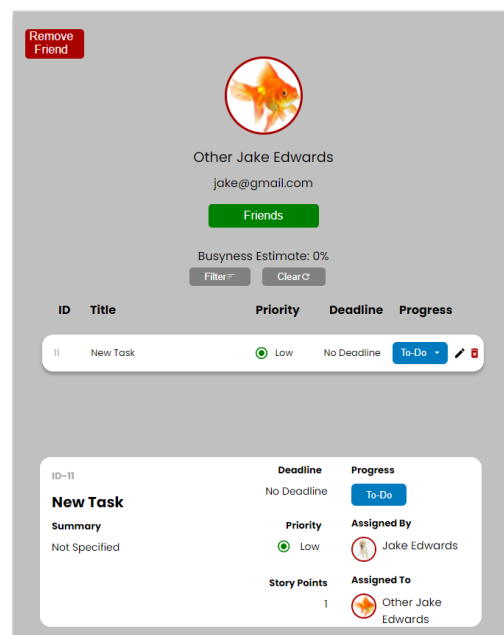 Remove
Friend
Other Jake Edwards
jake@gmail.com
Friends
Busyness Estimate: 0%
Filter Clear
ID Title Priority Deadline Progress
11 New Task Low No Deadline To-Do
ID-11 Deadline Progress
No Deadline To-Do
New Task
Summary Priority Assigned By
Not Specified Low Jake Edwards
Story Points Assigned To
1 Other Jake
Edwards